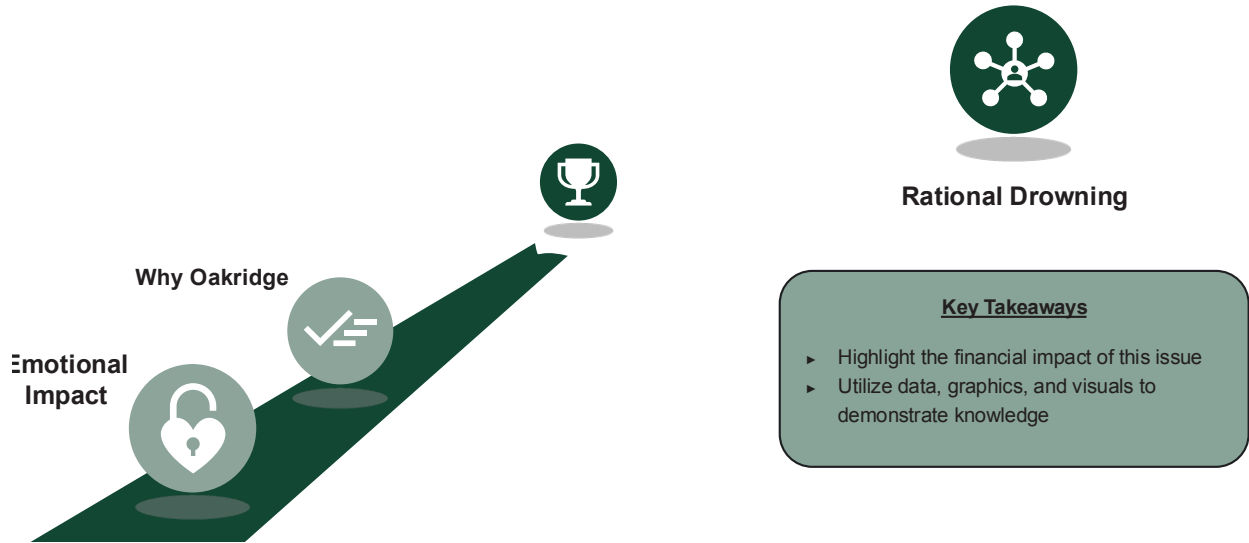 Rational Drowning
Why Oakridge
Emotional
Impact
Key Takeaways
► Highlight the financial impact of this issue
► Utilize data, graphics, and visuals to
demonstrate knowledge